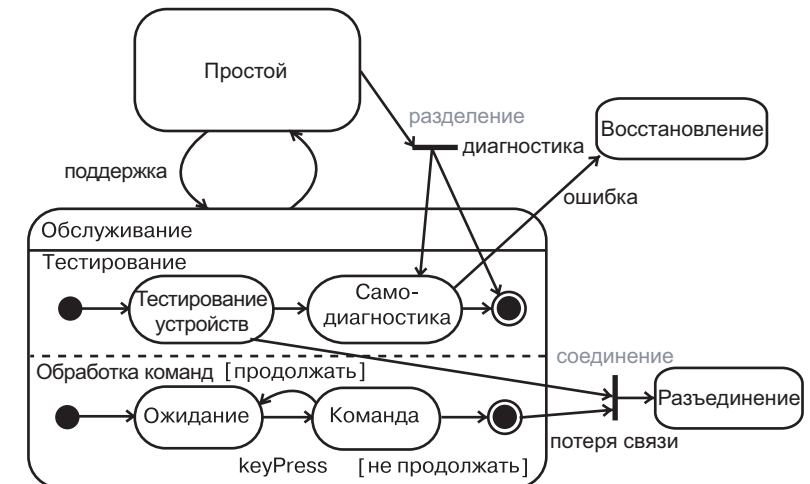 Простой
разделение
диагностика
Восстановление
поддержка
ошибка
Обслуживание
Тестирование
Тестирование
устройств
Само-
диагностика
соединение
Обработка команд [продолжать]
Ожидание
Команда
Разъединение
потеря связи
keyPress [не продолжать]